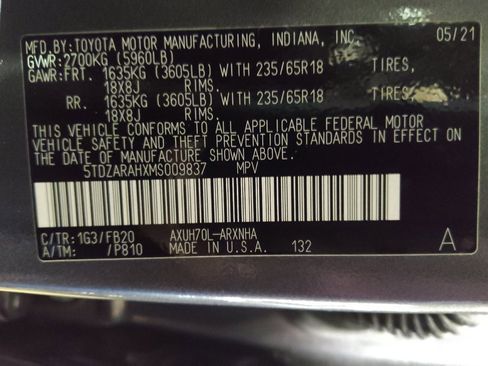 MFD.BY:TOYOTA MOTOR MANUFACTURING, INDIANA, INC. 05/21
GVWR:2700KG (5960LB)
GAWR:FRT. 1635KG (3605LB) WITH 235/65R18 TIRES,
18X8J RIMS.
RR. 1635KG (3605LB) WITH 235/65R18 TIRES,
18X8J RIMS.
THIS VEHICLE CONFORMS TO ALL APPLICABLE FEDERAL MOTOR
VEHICLE SAFETY AND THEFT PREVENTION STANDARDS IN EFFECT ON
THE DATE OF MANUFACTURE SHOWN ABOVE.
5TDZARAHXMS009837 MPV
C/TR:1G3/FB20 AXUH70L-ARXNHA
A/TM: /P810 MADE IN U.S.A. 132 A